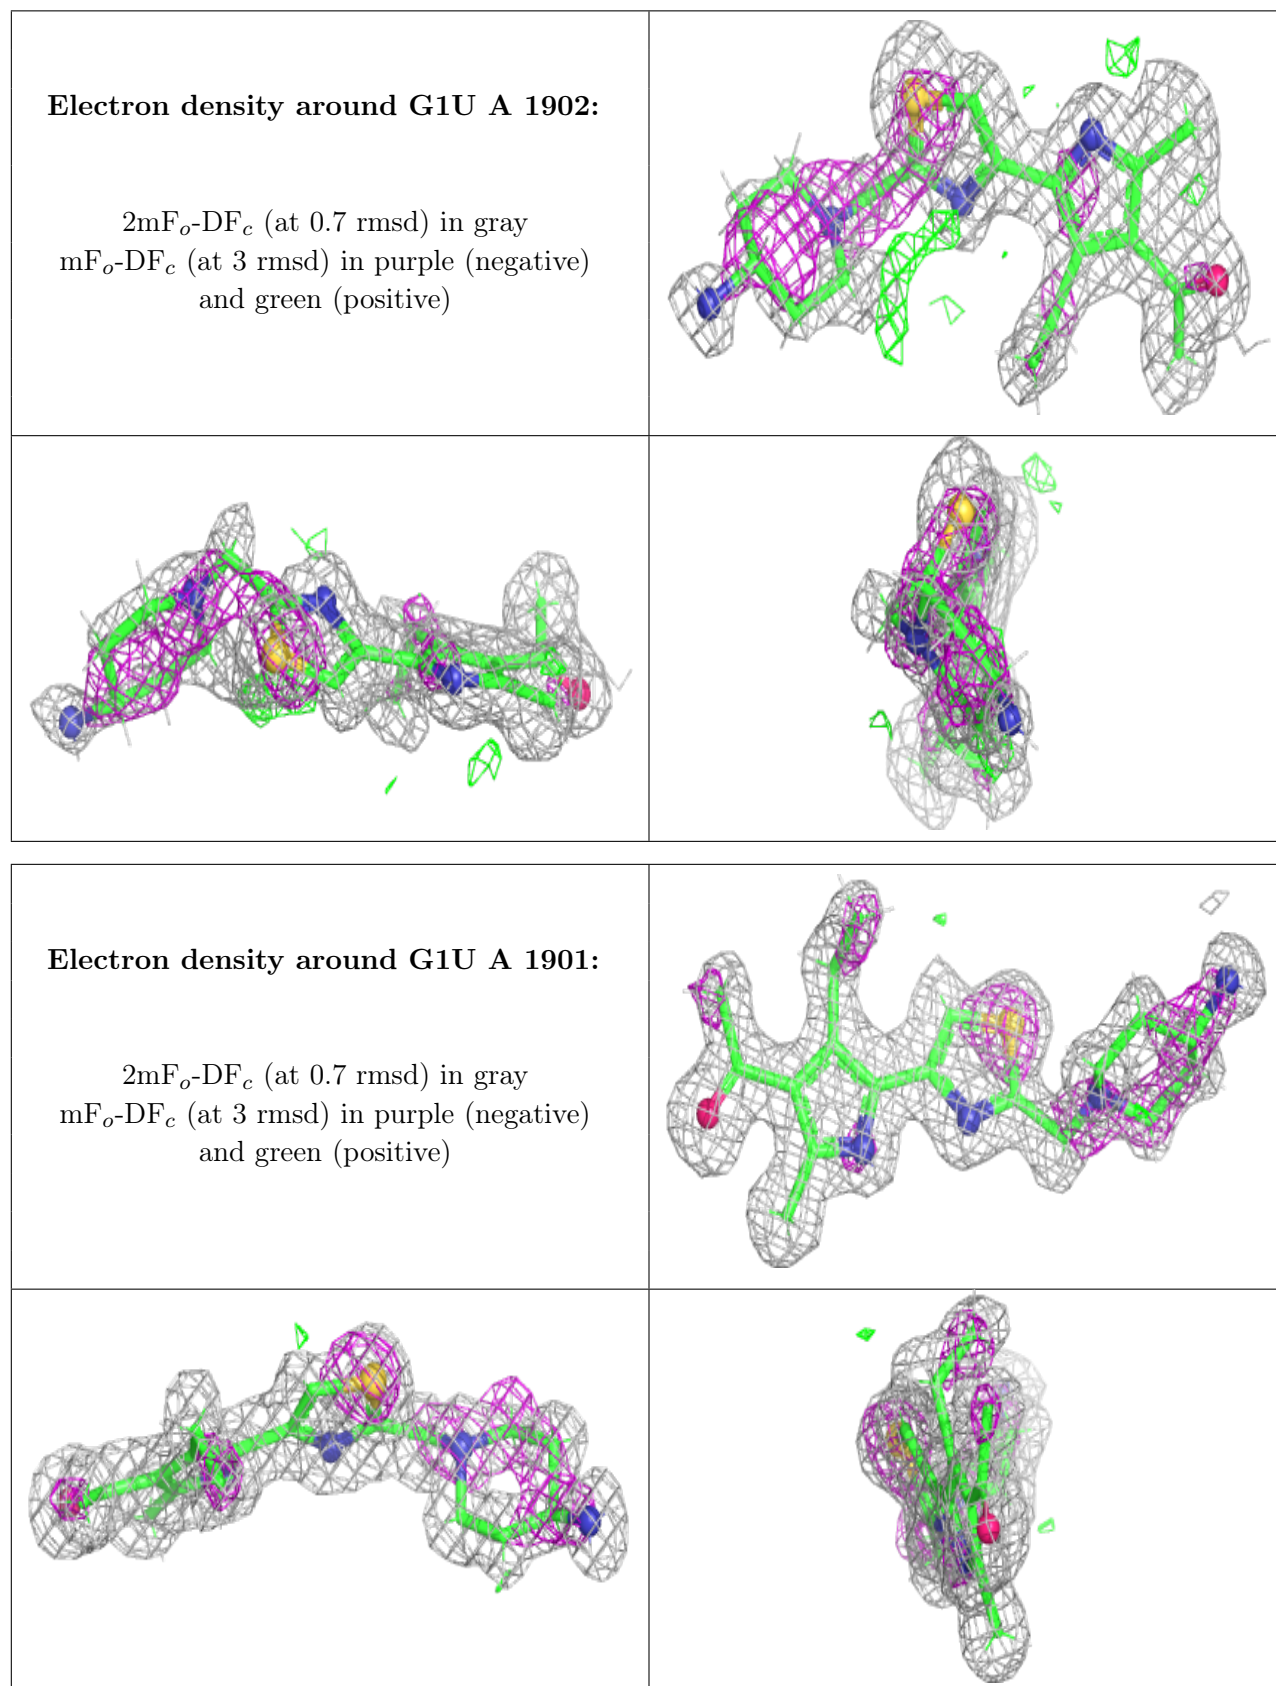 Electron density around G1U A 1902:
2mFo-DFc (at 0.7 rmsd) in gray
mFo-DFc (at 3 rmsd) in purple (negative)
and green (positive)
Electron density around G1U A 1901:
2mFo-DFc (at 0.7 rmsd) in gray
mFo-DFc (at 3 rmsd) in purple (negative)
and green (positive)